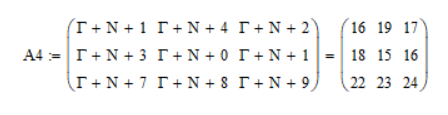 Γ + N + 1 Γ + N + 4 Γ + N + 2 16 19 17
A4 := Γ + N + 3 Γ + N + 0 Γ + N + 1 = 18 15 16
Γ + N + 7 Γ + N + 8 Γ + N + 9 22 23 24